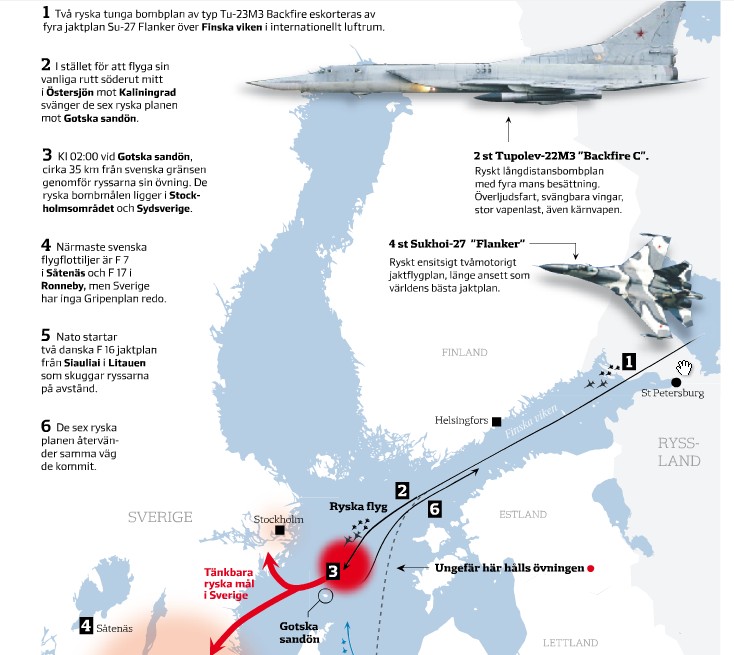 1 Två ryska tunga bombplan av typ Tu-23M3 Backfire eskorteras av
fyra jaktplan Su-27 Flanker över Finska viken i internationellt luftrum.
2 I stället för att flyga sin
vanliga rutt söderut mitt
i Östersjön mot Kaliningrad
svänger de sex ryska planen
mot Gotska sandön.
3 Kl 02:00 vid Gotska sandön,
cirka 35 km från svenska gränsen
genomför ryssarna sin övning. De
ryska bombmålen ligger i Stock-
holmsområdet och Sydsverige.
4 Närmaste svenska
flygflottiljer är F 7
i Såtenäs och F 17 i
Ronneby, men Sverige
har inga Gripenplan redo.
5 Nato startar
två danska F 16 jaktplan
från Siauliai i Litauen
som skuggar ryssarna
på avstånd.
6 De sex ryska
planen återvän-
der samma väg
de kommit.
2 st Tupolev-22M3 "Backfire C".
Ryskt långdistansbombplan
med fyra mans besättning.
Överljudsfart, svängbara vingar,
stor vapenlast, även kärnvapen.
4 st Sukhoi-27 "Flanker"
Ryskt ensitsigt tvåmotorigt
jaktflygplan, länge ansett som
världens bästa jaktplan.
FINLAND
1
St Petersburg
Helsingfors
Finska viken
RYSS-
LAND
2
6
Ryska flyg
ESTLAND
SVERIGE
Stockholm
3
Ungefär här hålls övningen
Tänkbara
ryska mål
i Sverige
4 Såtenäs
Gotska
sandön
LETTLAND